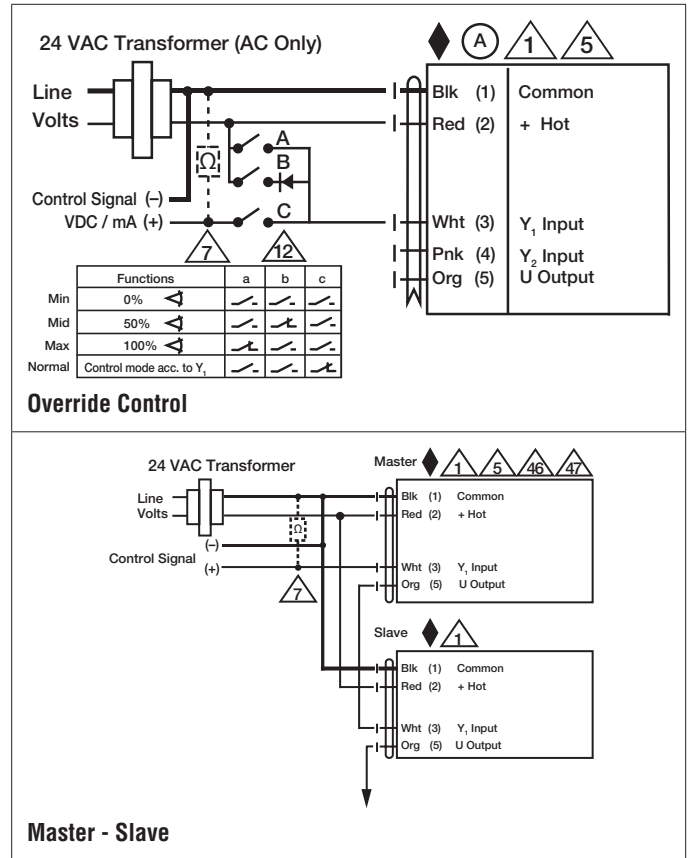 24 VAC Transformer (AC Only)
A 1 5
Line
Volts
Blk (1) Common
Red (2) + Hot
A
B
Ω
Control Signal (–)
VDC / mA (+)
C
Wht (3) Y₁ Input
Pnk (4) Y₂ Input
Org (5) U Output
7
12
Functions a b c
Min 0%
Mid 50%
Max 100%
Normal Control mode acc. to Y₁
Override Control
24 VAC Transformer
Master 1 5 46 47
Line
Volts
Blk (1) Common
Red (2) + Hot
Ω
(–)
Control Signal
(+)
Wht (3) Y₁ Input
Org (5) U Output
7
Slave 1
Blk (1) Common
Red (2) + Hot
Wht (3) Y₁ Input
Org (5) U Output
Master - Slave